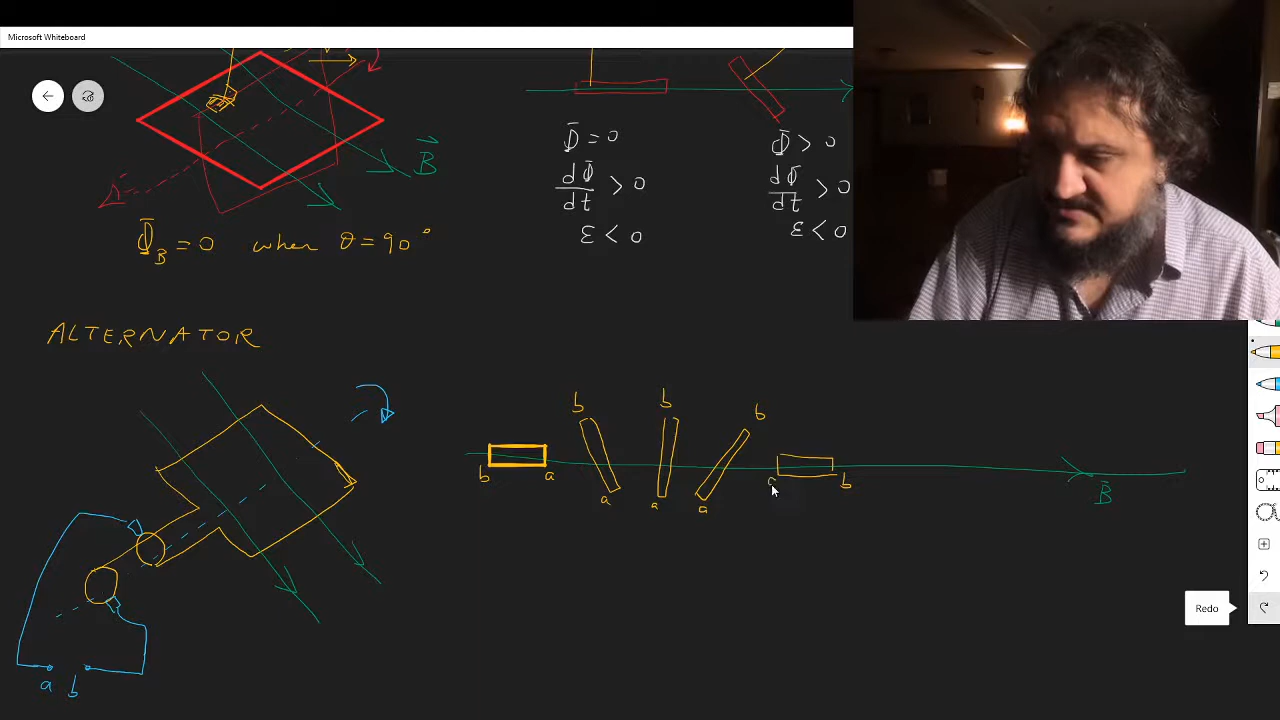 Microsoft Whiteboard
B
Φ_B = 0 when θ = 90°
Φ = 0
dΦ/dt > 0
ε < 0
Φ > 0
dΦ/dt > 0
ε < 0
ALTERNATOR
b a
b a
b a
b a
a b
B
a b
Redo